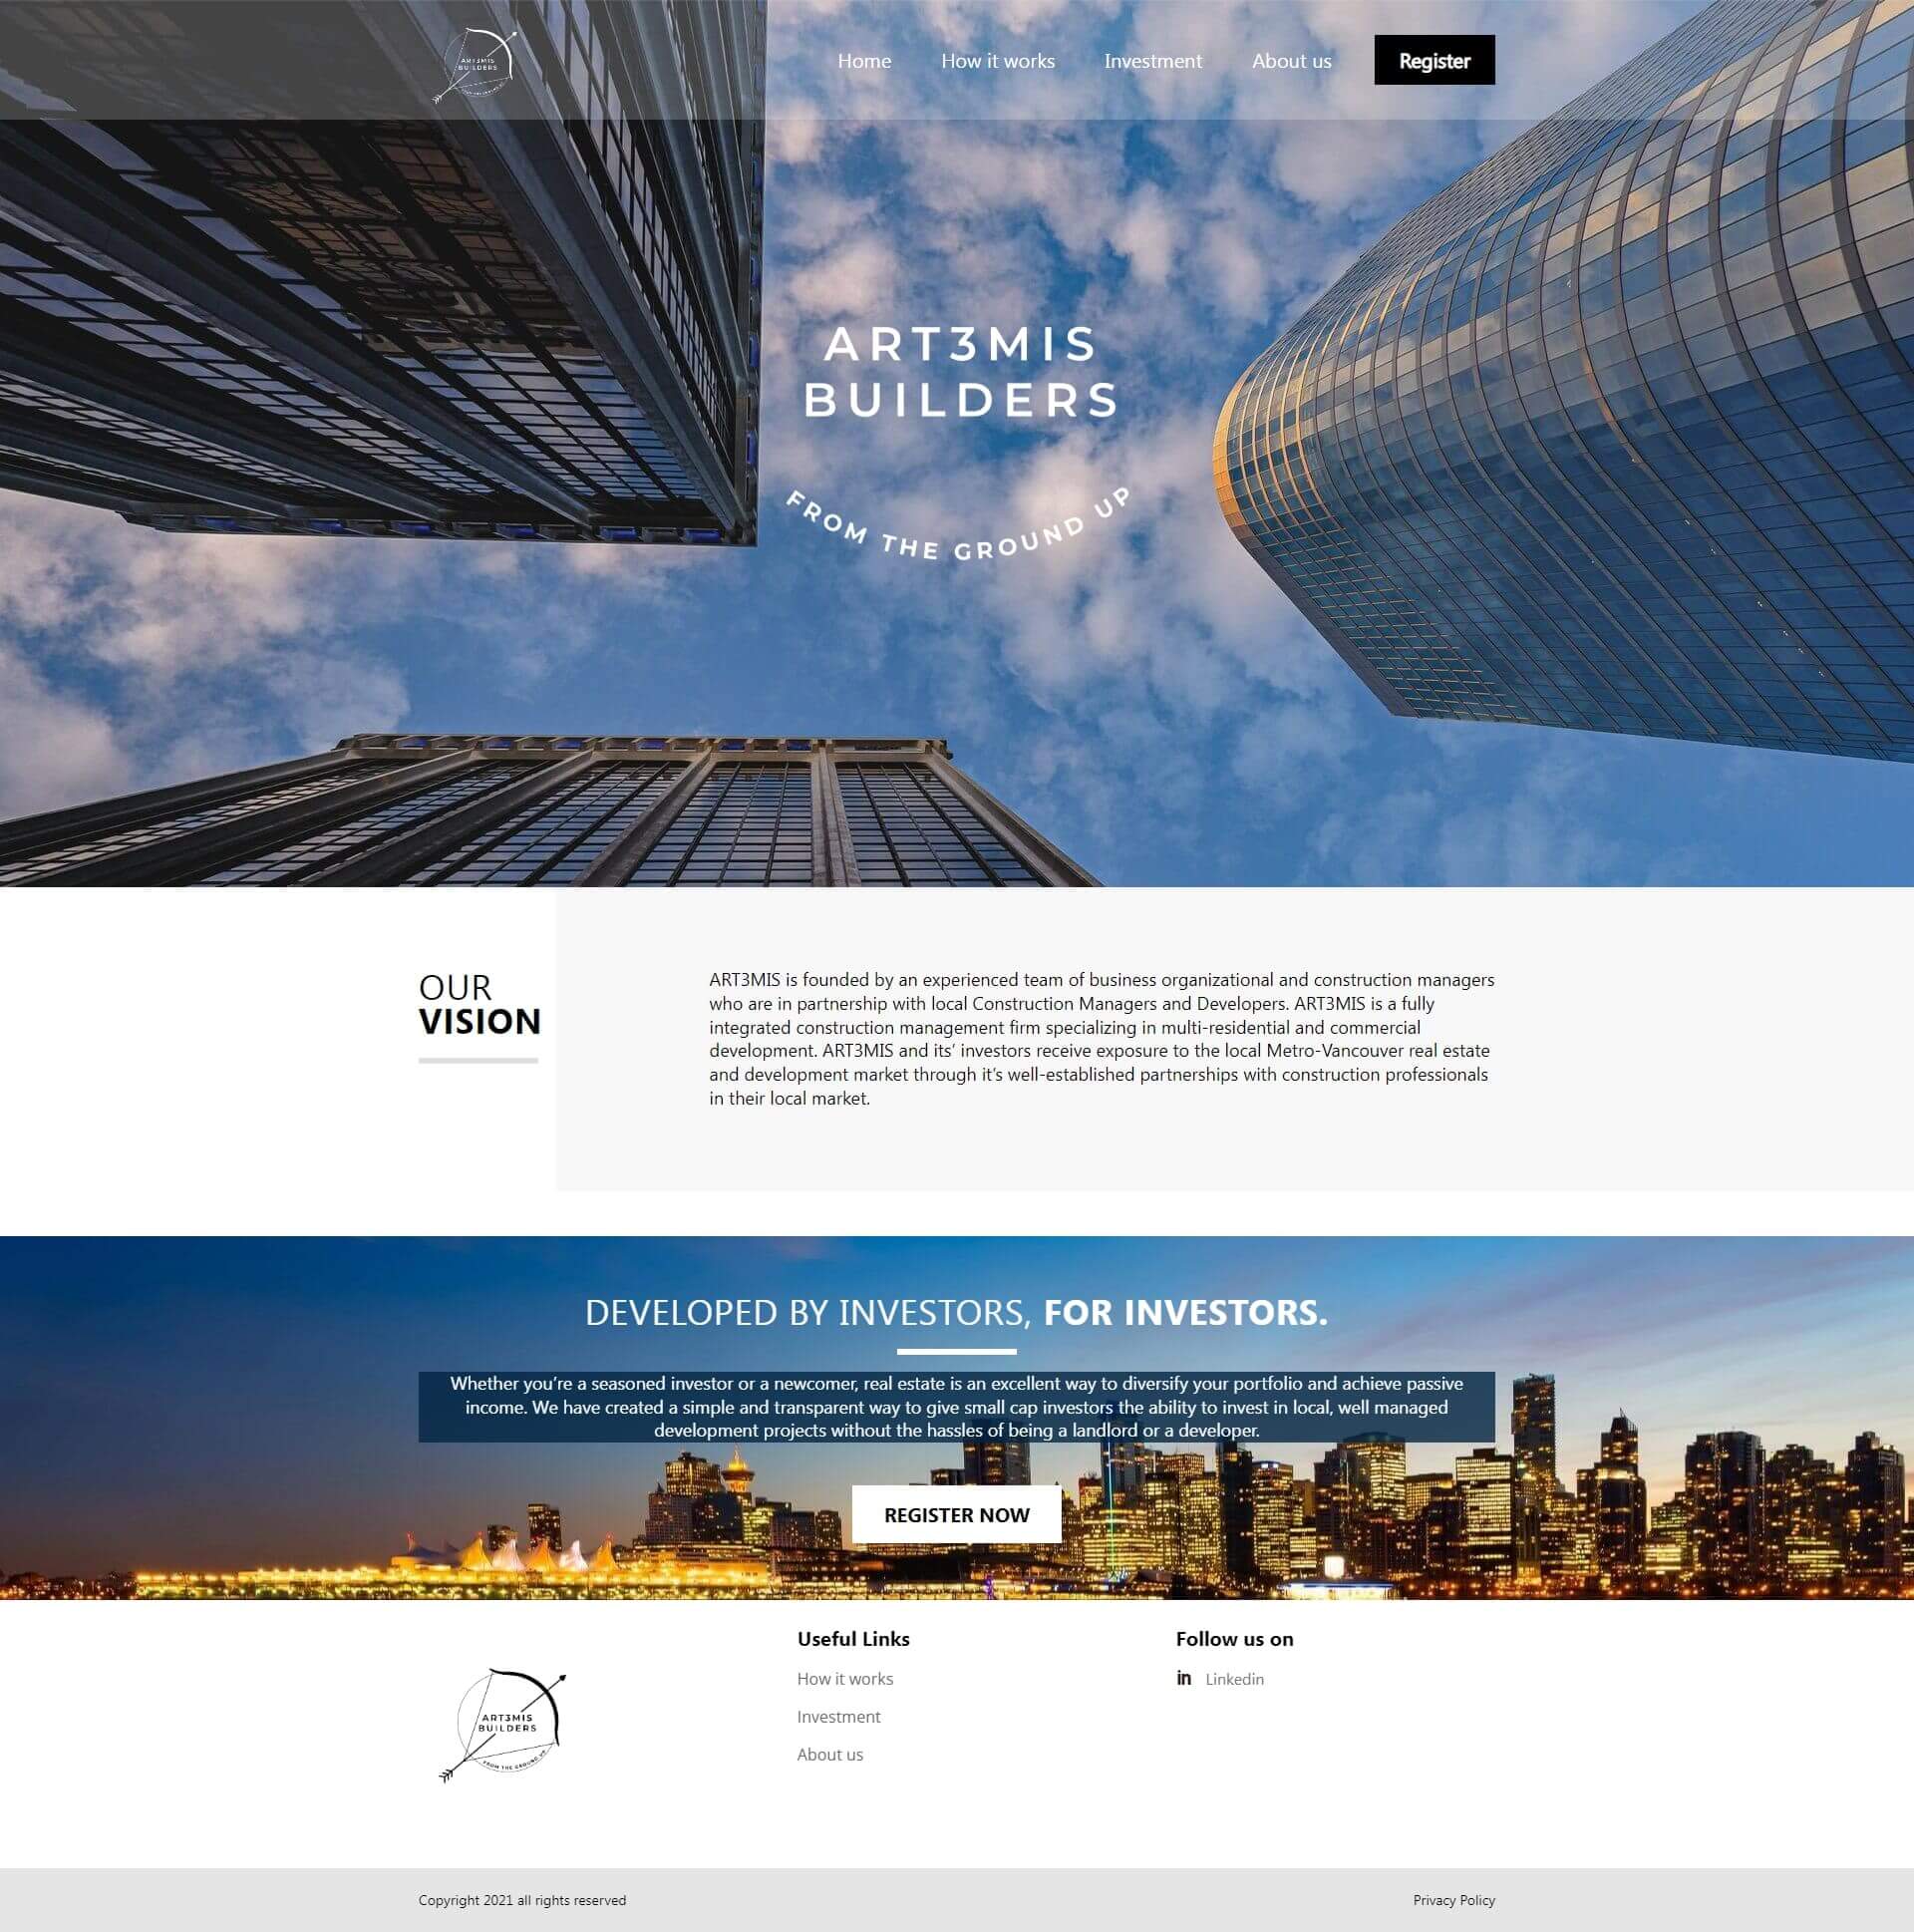 ART3MIS
BUILDERS
Home
How it works
Investment
About us
Register
ART3MIS
BUILDERS
FROM THE GROUND UP
OUR
VISION
ART3MIS is founded by an experienced team of business organizational and construction managers
who are in partnership with local Construction Managers and Developers. ART3MIS is a fully
integrated construction management firm specializing in multi-residential and commercial
development. ART3MIS and its’ investors receive exposure to the local Metro-Vancouver real estate
and development market through it’s well-established partnerships with construction professionals
in their local market.
DEVELOPED BY INVESTORS, FOR INVESTORS.
Whether you’re a seasoned investor or a newcomer, real estate is an excellent way to diversify your portfolio and achieve passive
income. We have created a simple and transparent way to give small cap investors the ability to invest in local, well managed
development projects without the hassles of being a landlord or a developer.
REGISTER NOW
ART3MIS
BUILDERS
FROM THE GROUND UP
Useful Links
How it works
Investment
About us
Follow us on
in Linkedin
Copyright 2021 all rights reserved
Privacy Policy